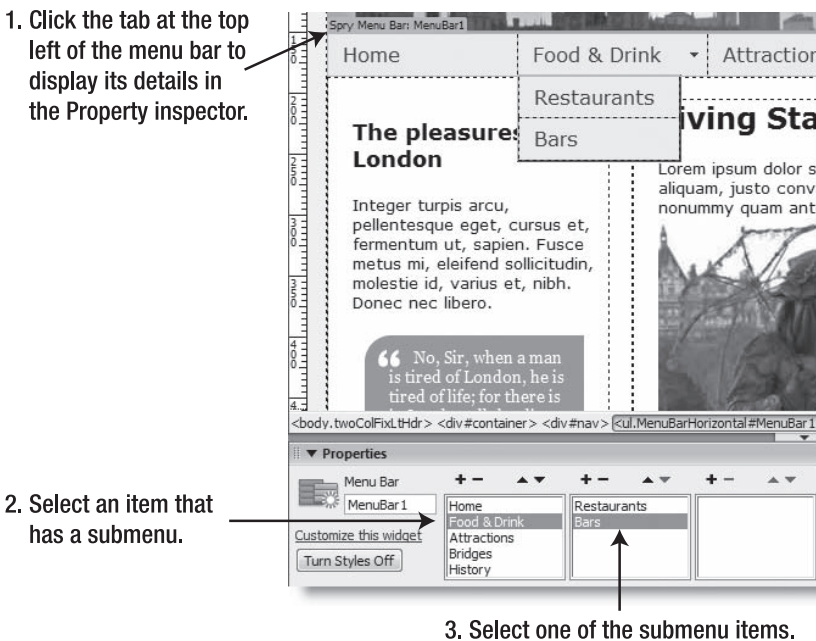 1. Click the tab at the top
left of the menu bar to
display its details in
the Property inspector.
Spry Menu Bar: MenuBar1
Home
Food & Drink
Attraction
Restaurants
Bars
The pleasures
London
Integer turpis arcu,
pellentesque eget, cursus et,
fermentum ut, sapien. Fusce
metus mi, eleifend sollicitudin,
molestie id, varius et, nibh.
Donec nec libero.
iving Sta
Lorem ipsum dolor s
aliquam, justo conv
nonummy quam ant
“ No, Sir, when a man
is tired of London, he is
tired of life; for there is
<body.twoColFixLtHdr> <div#container> <div#nav> <ul.MenuBarHorizontal#MenuBar1
Properties
Menu Bar
MenuBar1
Customize this widget
Turn Styles Off
Home
Food & Drink
Attractions
Bridges
History
Restaurants
Bars
2. Select an item that
has a submenu.
3. Select one of the submenu items.